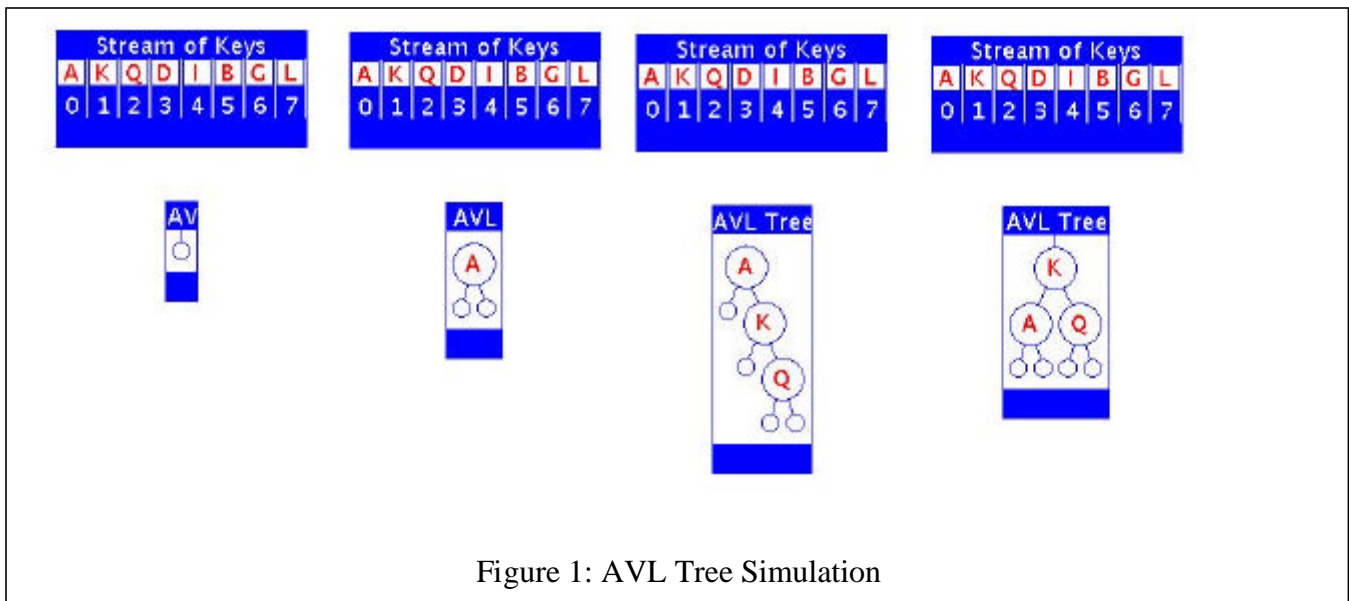 Stream of Keys
A K Q D I B G L
0 1 2 3 4 5 6 7
Stream of Keys
A K Q D I B G L
0 1 2 3 4 5 6 7
Stream of Keys
A K Q D I B G L
0 1 2 3 4 5 6 7
Stream of Keys
A K Q D I B G L
0 1 2 3 4 5 6 7
AV
AVL
A
AVL Tree
A
K
Q
AVL Tree
K
A Q
Figure 1: AVL Tree Simulation